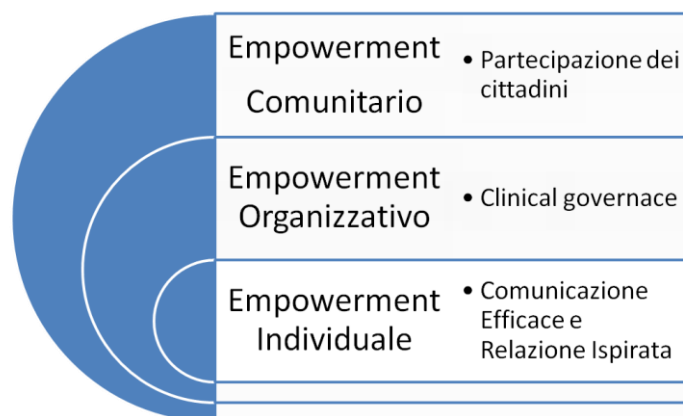 Empowerment
Comunitario
• Partecipazione dei
cittadini
Empowerment
Organizzativo
• Clinical governace
Empowerment
Individuale
• Comunicazione
Efficace e
Relazione Ispirata